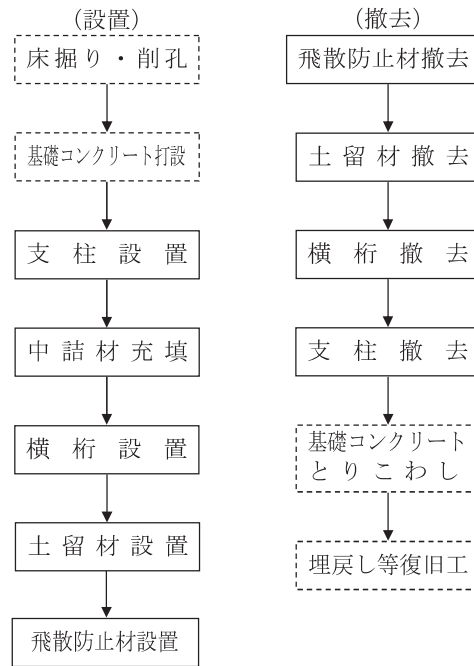 (設置)
床掘り・削孔
基礎コンクリート打設
支柱設置
中詰材充填
横桁設置
土留材設置
飛散防止材設置
(撤去)
飛散防止材撤去
土留材撤去
横桁撤去
支柱撤去
基礎コンクリート
とりこわし
埋戻し等復旧工